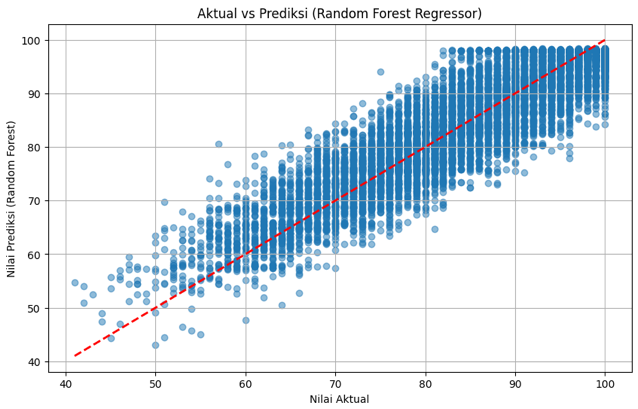 Aktual vs Prediksi (Random Forest Regressor)
Nilai Prediksi (Random Forest)
100
90
80
70
60
50
40
40 50 60 70 80 90 100
Nilai Aktual